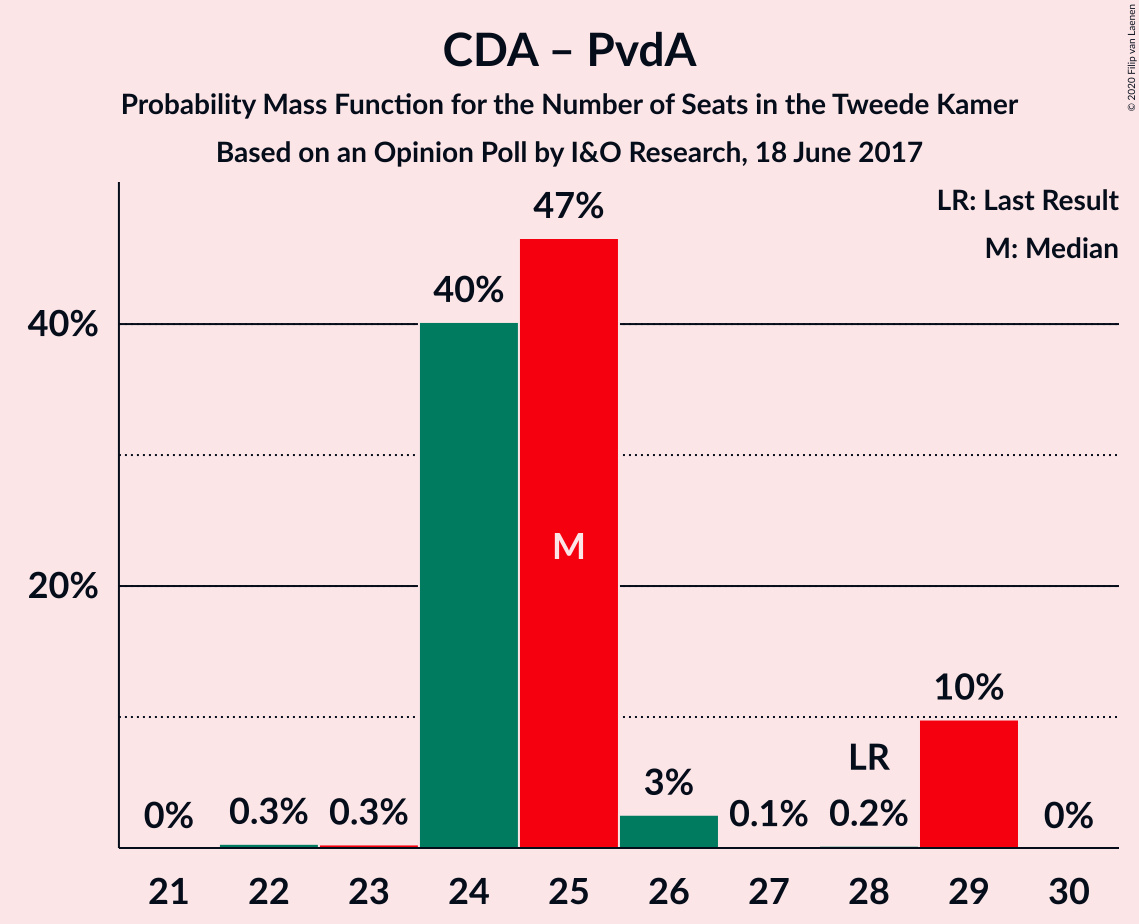 CDA – PvdA
Probability Mass Function for the Number of Seats in the Tweede Kamer
Based on an Opinion Poll by I&O Research, 18 June 2017
© 2020 Filip van Laenen
LR: Last Result
M: Median
47%
40%
40%
M
20%
10%
LR
3%
0%
0.3%
0.3%
0.1%
0.2%
0%
21 22 23 24 25 26 27 28 29 30